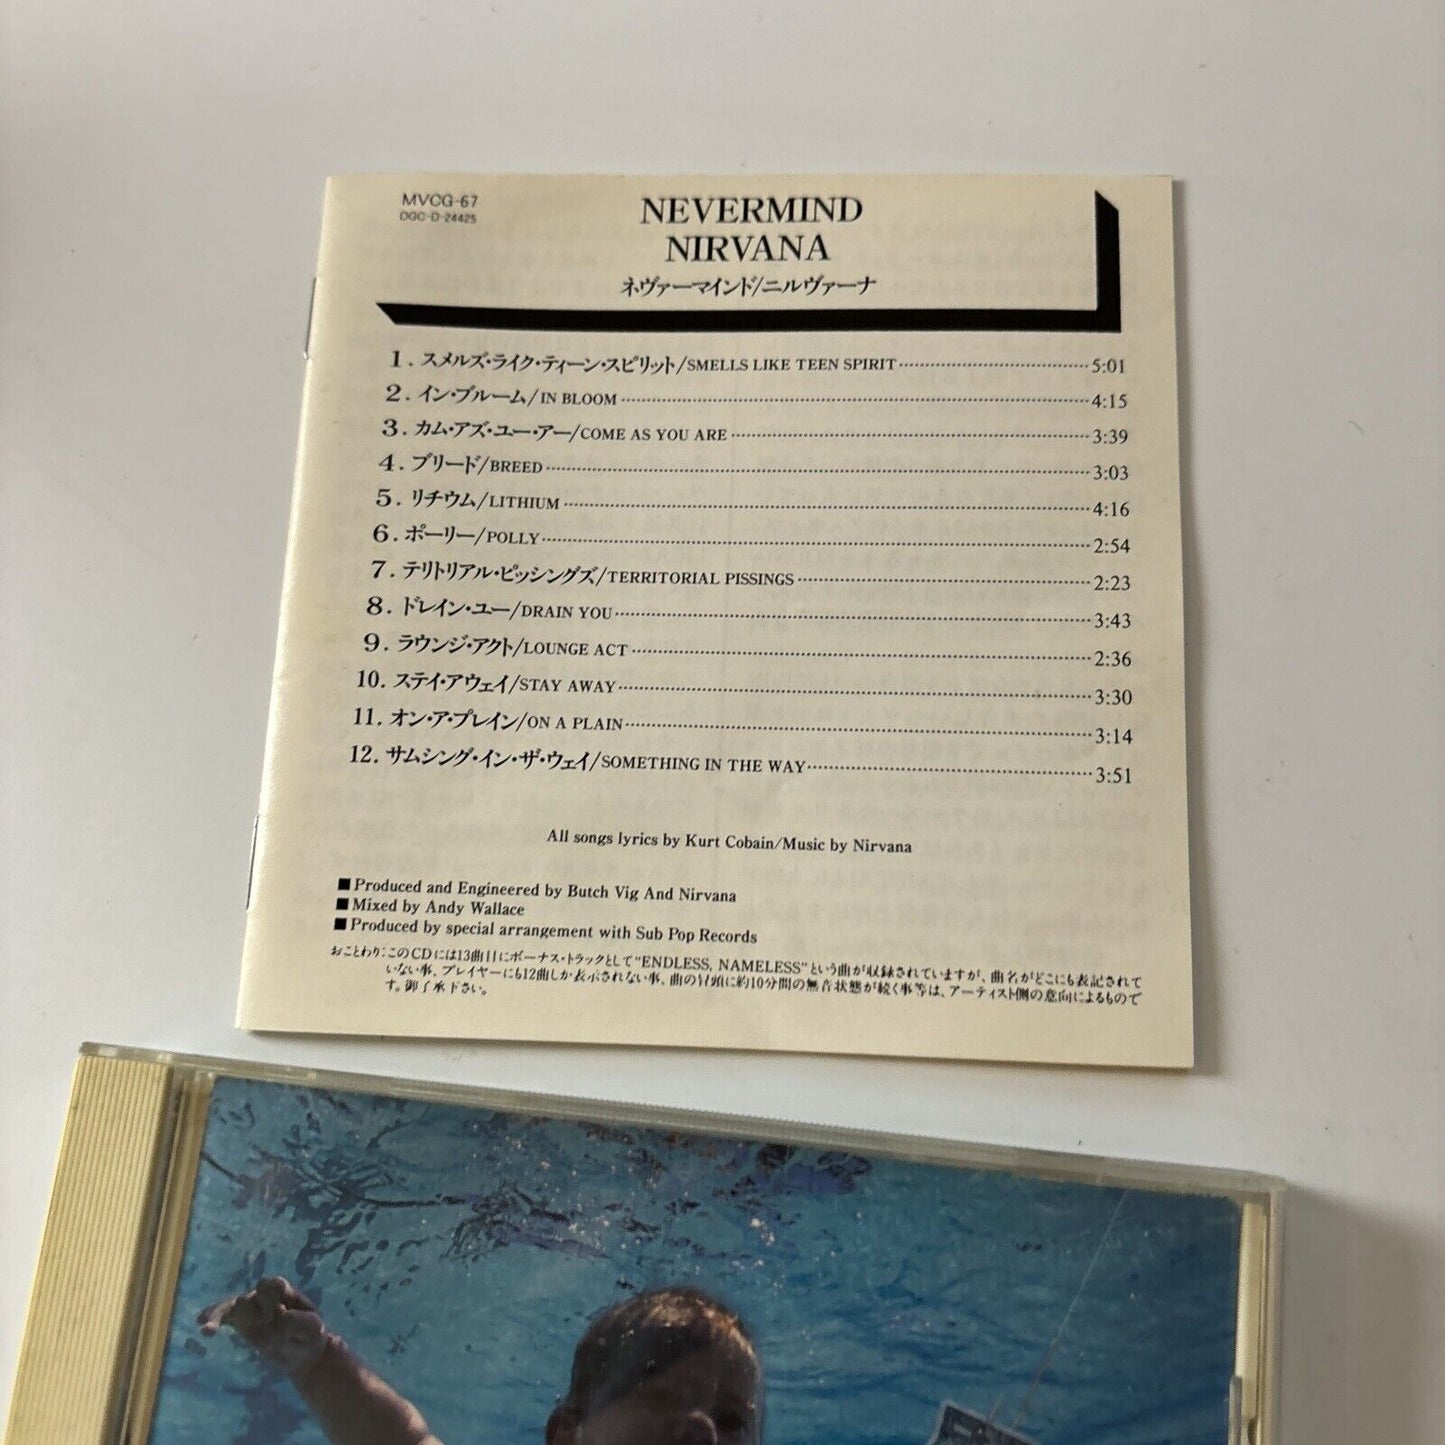 MVCG-67
DGC-D-24425
NEVERMIND
NIRVANA
ネヴァーマインド/ニルヴァーナ
1. スメルズ・ライク・ティーン・スピリット/SMELLS LIKE TEEN SPIRIT 5:01
2. イン・ブルーム/IN BLOOM 4:15
3. カム・アズ・ユー・アー/COME AS YOU ARE 3:39
4. ブリード/BREED 3:03
5. リチウム/LITHIUM 4:16
6. ポーリー/POLLY 2:54
7. テリトリアル・ピッシングズ/TERRITORIAL PISSINGS 2:23
8. ドレイン・ユー/DRAIN YOU 3:43
9. ラウンジ・アクト/LOUNGE ACT 2:36
10. ステイ・アウェイ/STAY AWAY 3:30
11. オン・ア・プレイン/ON A PLAIN 3:14
12. サムシング・イン・ザ・ウェイ/SOMETHING IN THE WAY 3:51
All songs lyrics by Kurt Cobain/Music by Nirvana
■Produced and Engineered by Butch Vig And Nirvana
■Mixed by Andy Wallace
■Produced by special arrangement with Sub Pop Records
おことわり:このCDには13曲目にボーナス・トラックとして"ENDLESS, NAMELESS"という曲が収録されていますが、曲名がどこにも表記されて
いない事、プレイヤーにも12曲しか表示されない事、曲の冒頭に約10分間の無音状態が続く事等は、アーティスト側の意向によるもので
す。御了承下さい。